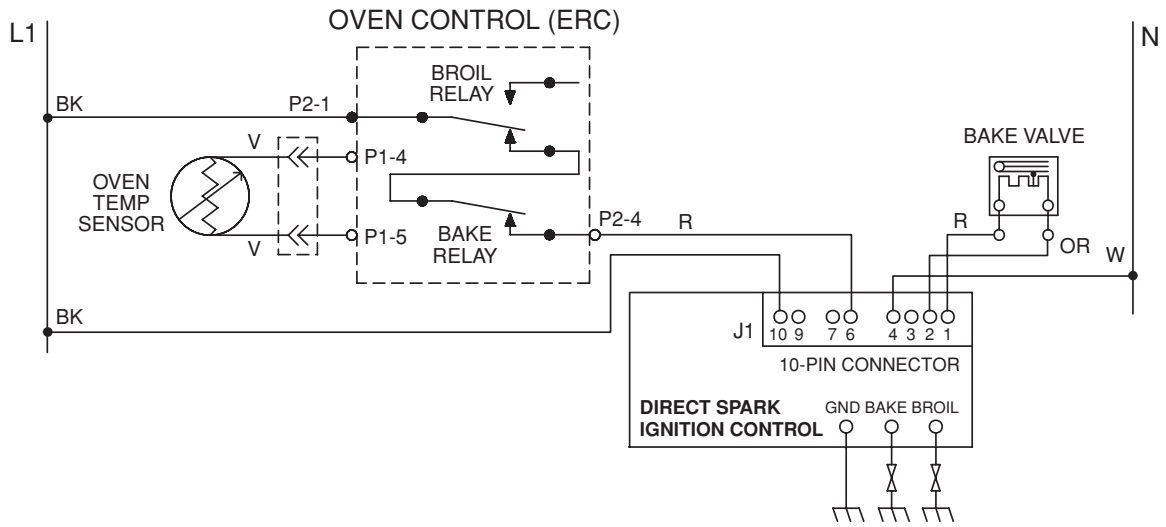 OVEN CONTROL (ERC)
L1
N
BROIL
RELAY
BK
P2-1
V
P1-4
OVEN
TEMP
SENSOR
V
P1-5
BAKE
RELAY
P2-4
R
BAKE VALVE
R
OR
W
BK
J1
10 9 7 6 4 3 2 1
10-PIN CONNECTOR
DIRECT SPARK
IGNITION CONTROL
GND BAKE BROIL